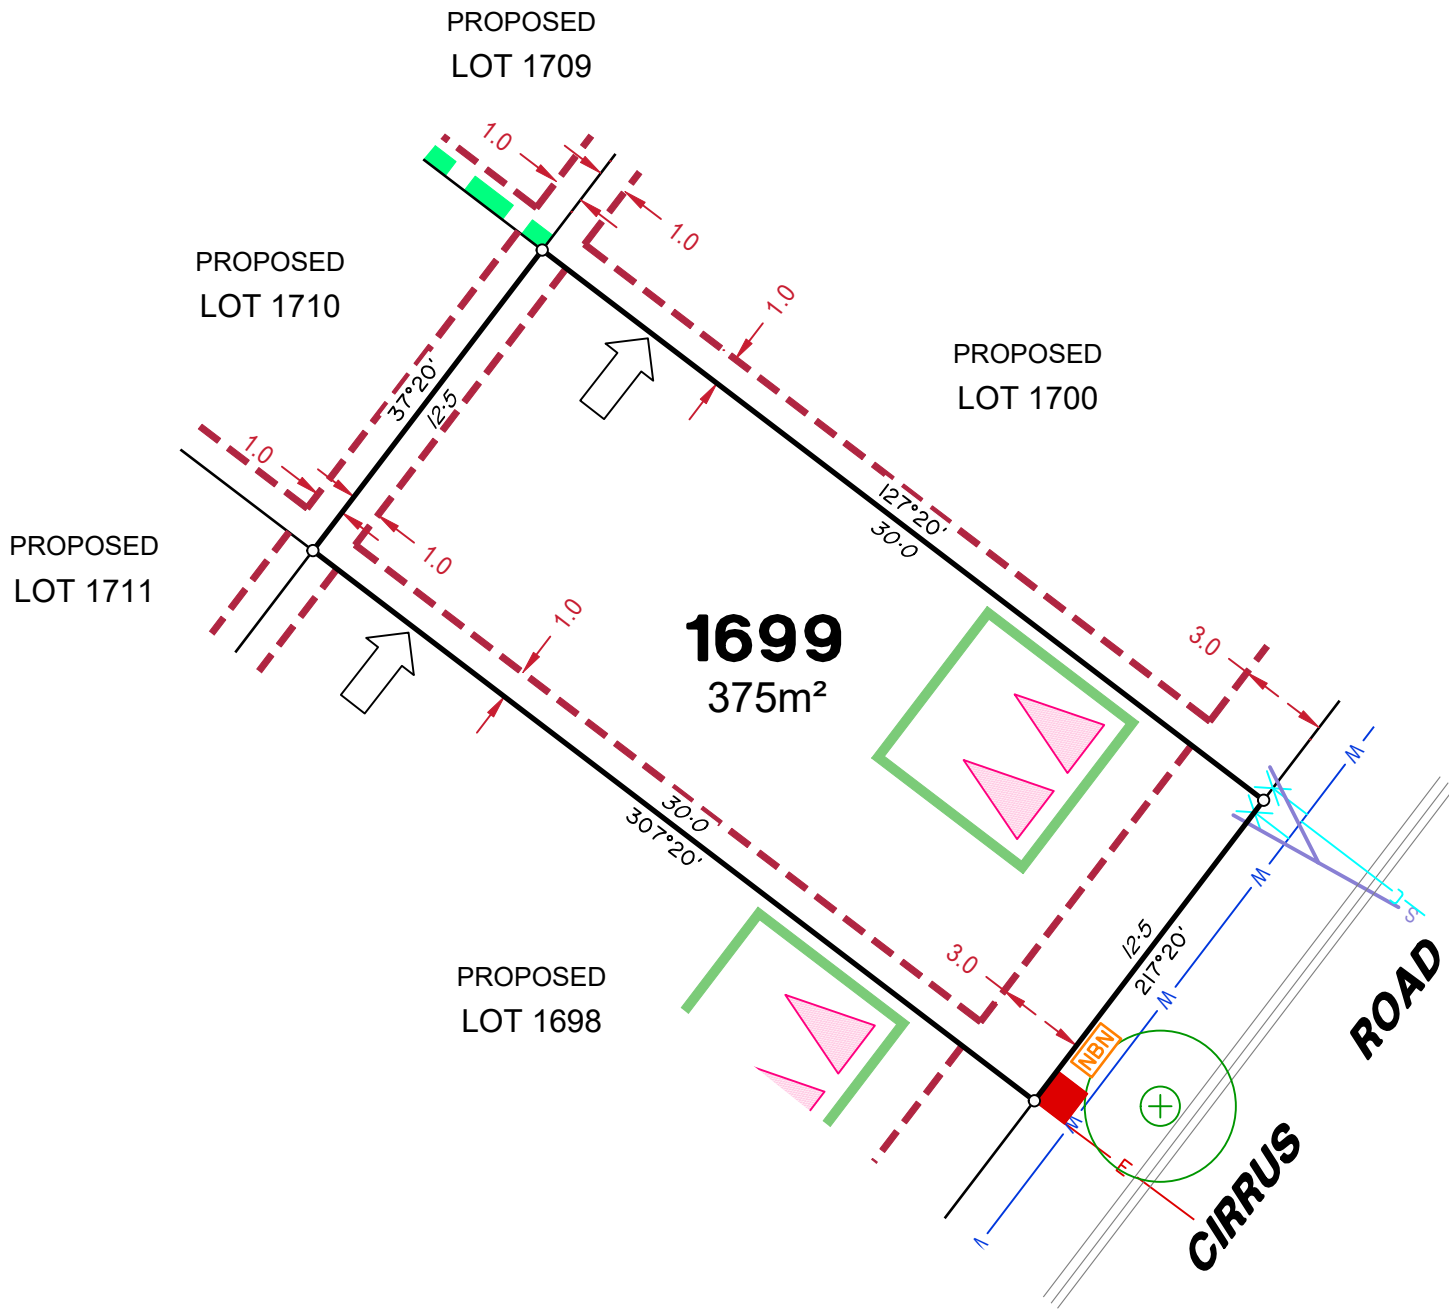 PROPOSED
LOT 1709
1.0
1.0
PROPOSED
LOT 1710
1.0
PROPOSED
LOT 1700
37°20'
12·5
1.0
127°20'
30·0
PROPOSED
LOT 1711
1.0
1.0
1699
375m²
3.0
W
30·0
307°20'
W
S
3.0
12·5
217°20'
W
PROPOSED
LOT 1698
NBN
W
E
CIRRUS ROAD